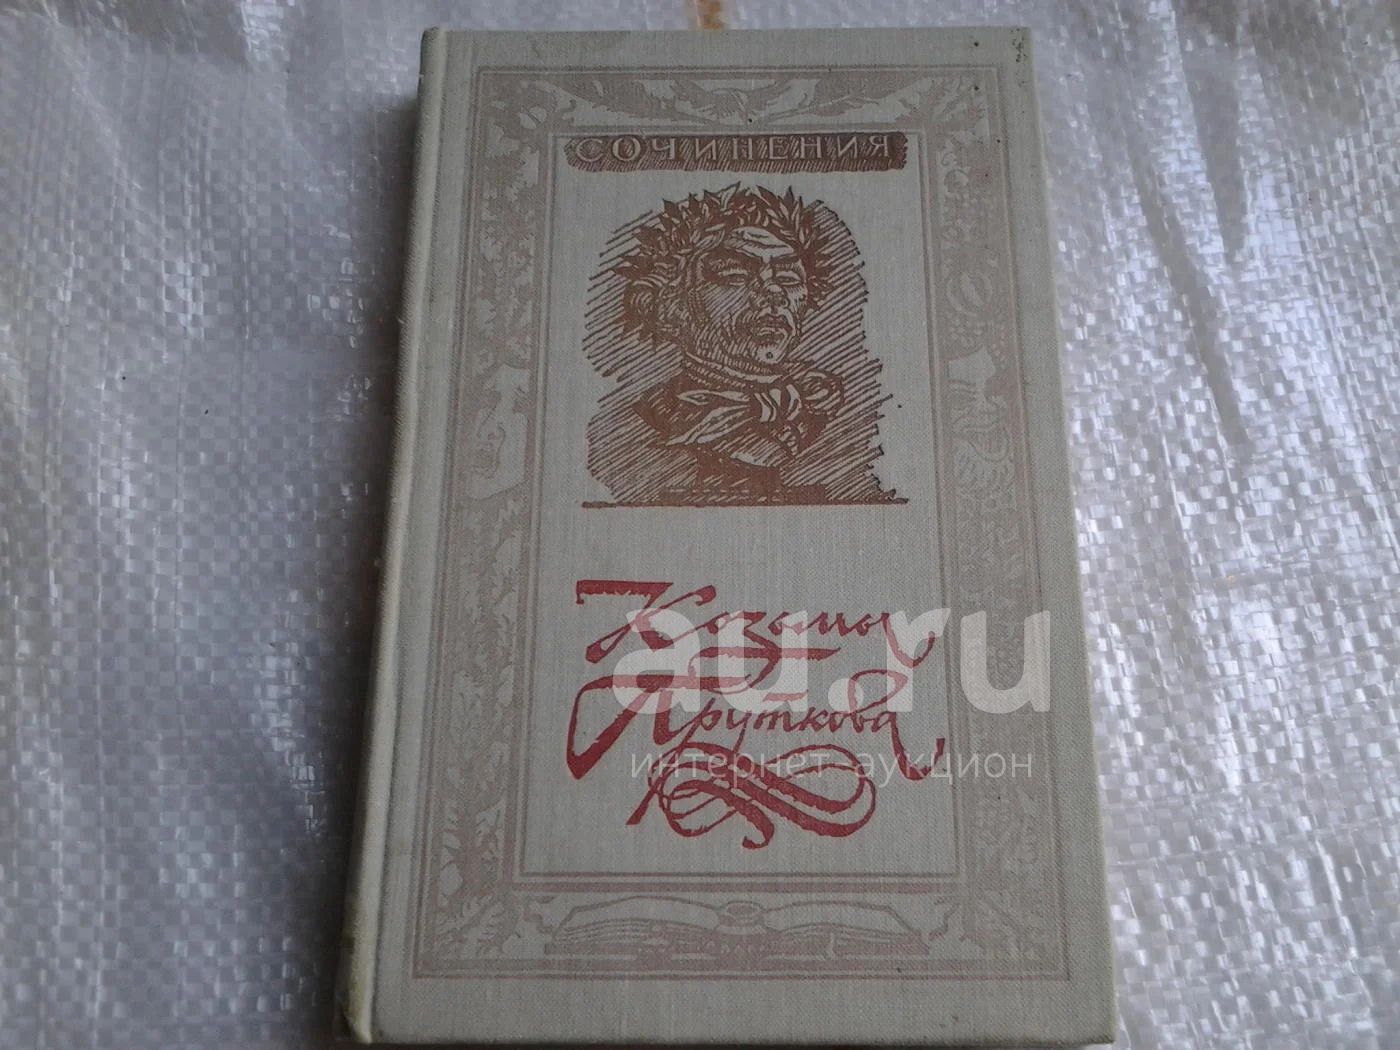 СОЧИНЕНИЯ
Козьмы
Пруткова
au.ru
интернет-аукцион